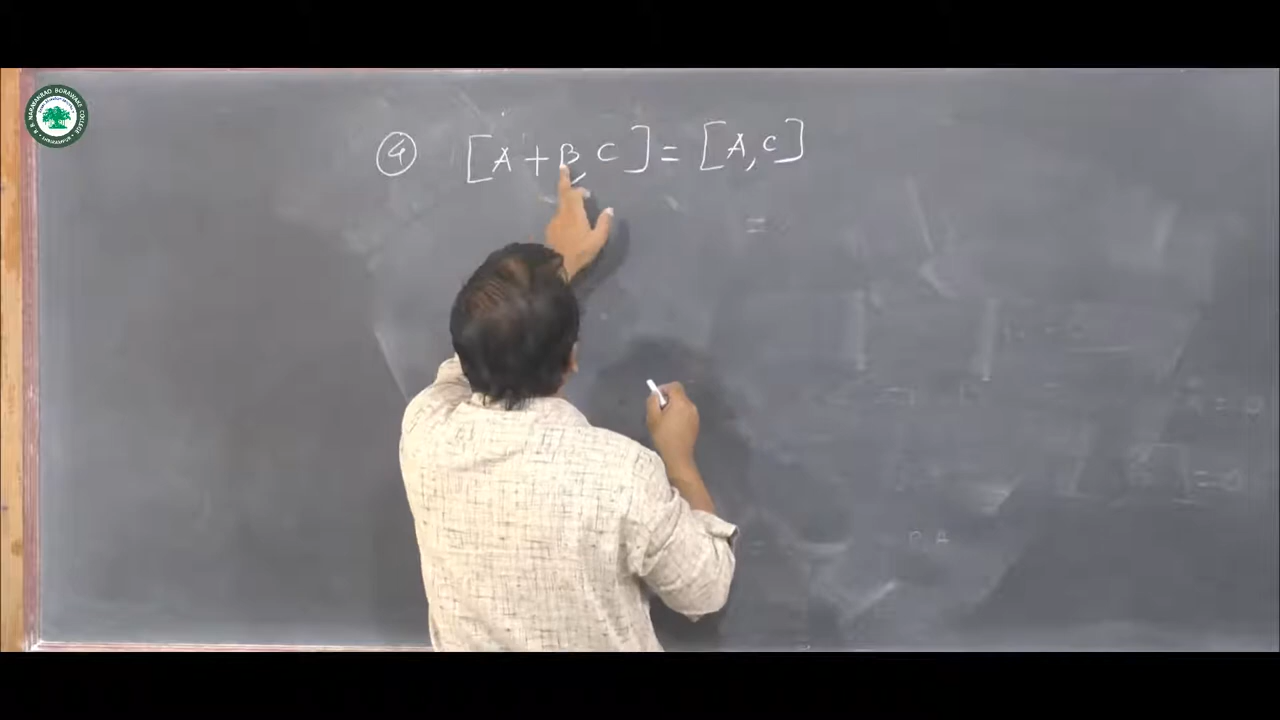 ④ [A + B, C] = [A, C]
=